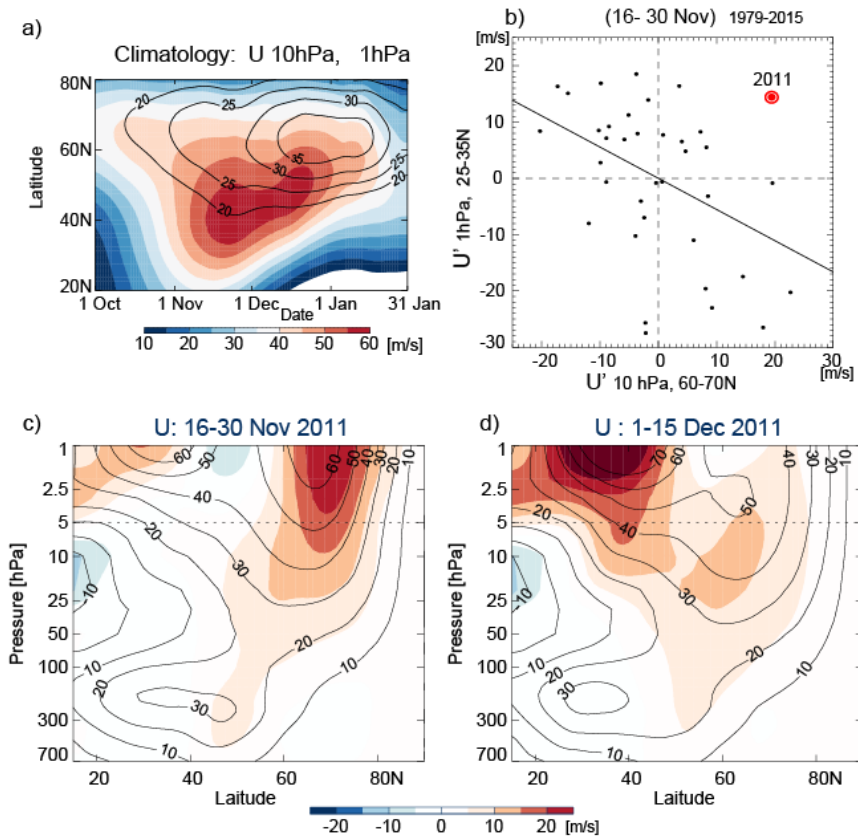 a)
Climatology: U 10hPa, 1hPa
80N
60N
40N
20N
Latitude
20
25
30
35
30
25
20
25
20
1 Oct
1 Nov
1 Dec
1 Jan
31 Jan
Date
10 20 30 40 50 60 [m/s]
b)
(16- 30 Nov) 1979-2015
[m/s]
20
10
0
-10
-20
-30
U' 1hPa, 25-35N
2011
-20 -10 0 10 20 30
[m/s]
U' 10 hPa, 60-70N
c)
U: 16-30 Nov 2011
1
2.5
5
10
25
50
100
300
700
Pressure [hPa]
60
50
40
30
20
10
-10
60
50
40
30
20
10
20
30
10
20 40 60 80N
Laitude
d)
U : 1-15 Dec 2011
1
2.5
5
10
25
50
100
300
700
Pressure [hPa]
70
60
50
40
30
20
10
20
40
30
-10
20
10
10
20
30
10
20 40 60 80N
Laitude
-20 -10 0 10 20 [m/s]